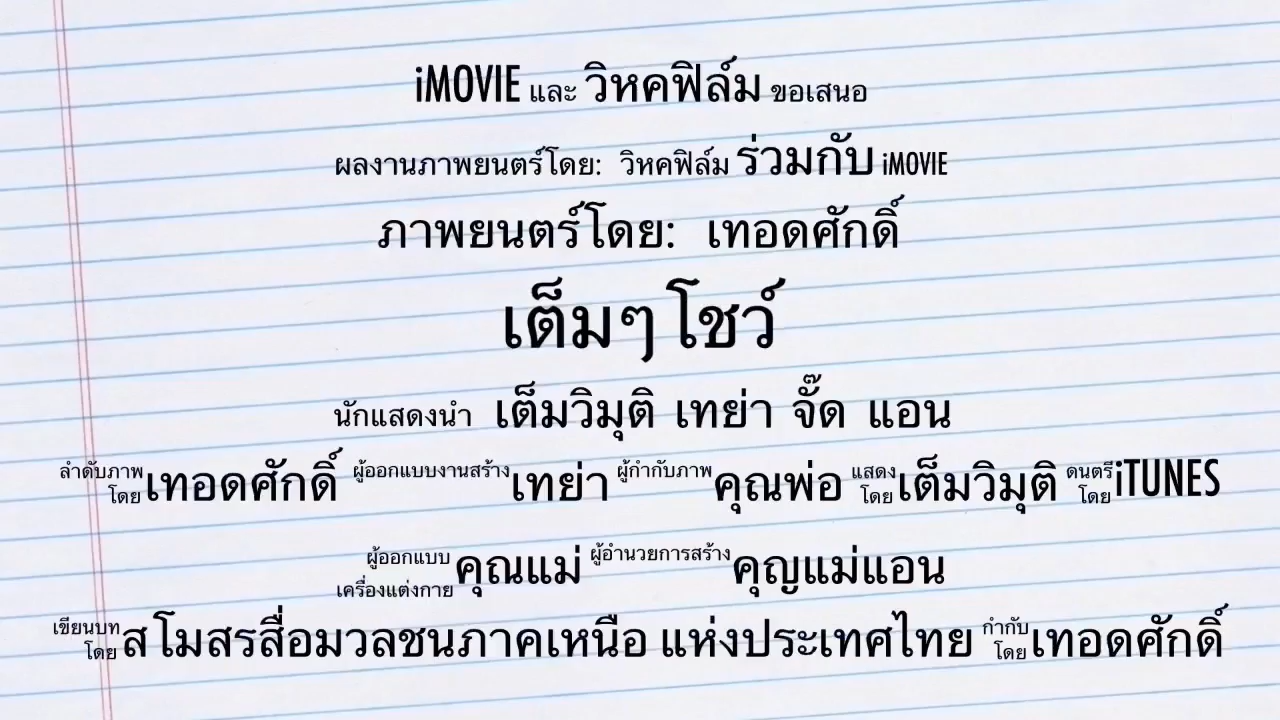 iMOVIE และ วิหคฟิล์ม ขอเสนอ
ผลงานภาพยนตร์โดย: วิหคฟิล์ม ร่วมกับ iMOVIE
ภาพยนตร์โดย: เทอดศักดิ์
เต็มๆ โชว์
นักแสดงนำ เต็มวิมุติ เทย่า จั๊ด แอน
ลำดับภาพโดย เทอดศักดิ์ ผู้ออกแบบงานสร้าง เทย่า ผู้กำกับภาพ คุณพ่อ แสดงโดย เต็มวิมุติ ดนตรีโดย iTUNES
ผู้ออกแบบเครื่องแต่งกาย คุณแม่ ผู้อำนวยการสร้าง คุญแม่แอน
เขียนบทโดย สโมสรสื่อมวลชนภาคเหนือ แห่งประเทศไทย กำกับโดย เทอดศักดิ์